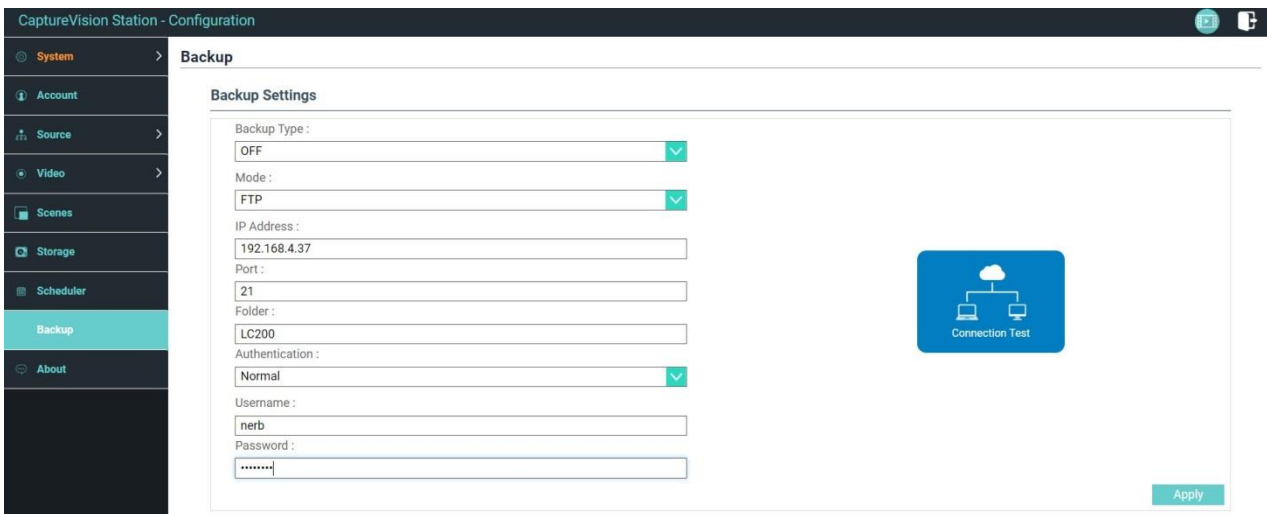 CaptureVision Station - Configuration
System
Account
Source
Video
Scenes
Storage
Scheduler
Backup
About
Backup
Backup Settings
Backup Type :
OFF
Mode :
FTP
IP Address :
192.168.4.37
Port :
21
Folder :
LC200
Authentication :
Normal
Username :
nerb
Password :
••••••••
Connection Test
Apply